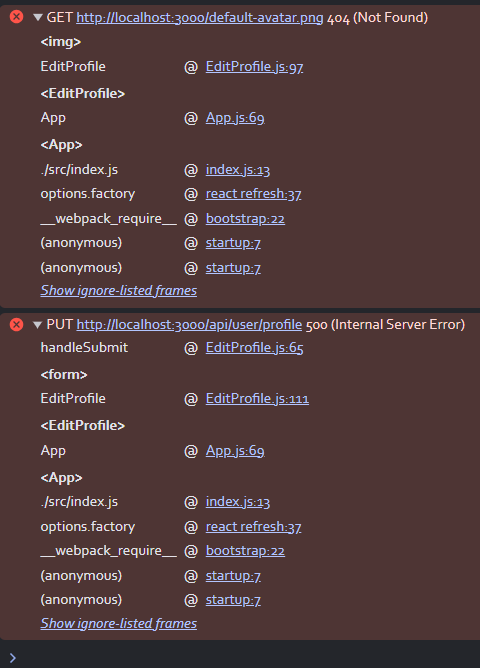 GET http://localhost:3000/default-avatar.png 404 (Not Found)
<img>
EditProfile @ EditProfile.js:97
<EditProfile>
App @ App.js:69
<App>
./src/index.js @ index.js:13
options.factory @ react refresh:37
__webpack_require__ @ bootstrap:22
(anonymous) @ startup:7
(anonymous) @ startup:7
Show ignore-listed frames
PUT http://localhost:3000/api/user/profile 500 (Internal Server Error)
handleSubmit @ EditProfile.js:65
<form>
EditProfile @ EditProfile.js:111
<EditProfile>
App @ App.js:69
<App>
./src/index.js @ index.js:13
options.factory @ react refresh:37
__webpack_require__ @ bootstrap:22
(anonymous) @ startup:7
(anonymous) @ startup:7
Show ignore-listed frames